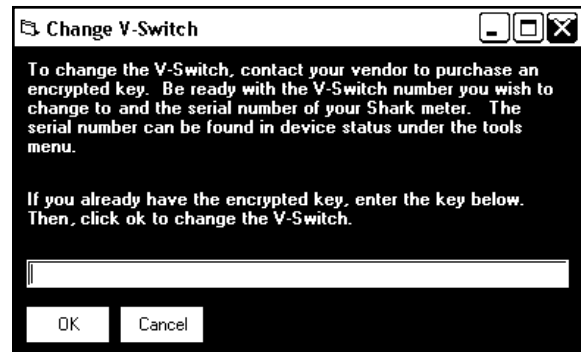 Change V-Switch
To change the V-Switch, contact your vendor to purchase an
encrypted key. Be ready with the V-Switch number you wish to
change to and the serial number of your Shark meter. The
serial number can be found in device status under the tools
menu.
If you already have the encrypted key, enter the key below.
Then, click ok to change the V-Switch.
OK Cancel